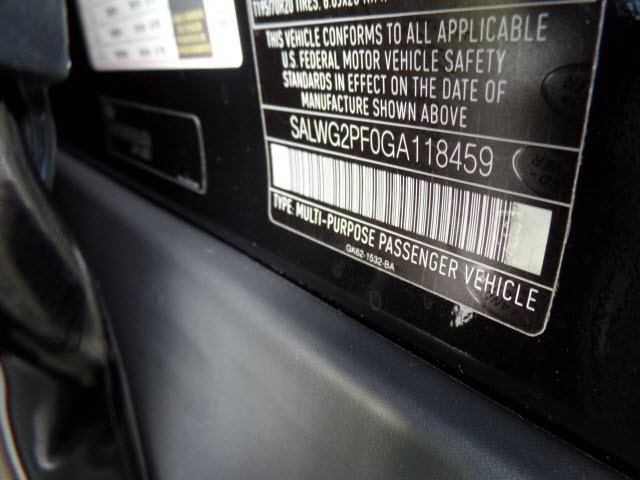 THIS VEHICLE CONFORMS TO ALL APPLICABLE
U.S. FEDERAL MOTOR VEHICLE SAFETY
STANDARDS IN EFFECT ON THE DATE OF
MANUFACTURE SHOWN ABOVE
SALWG2PF0GA118459
TYPE: MULTI-PURPOSE PASSENGER VEHICLE
GK62-1532-BA